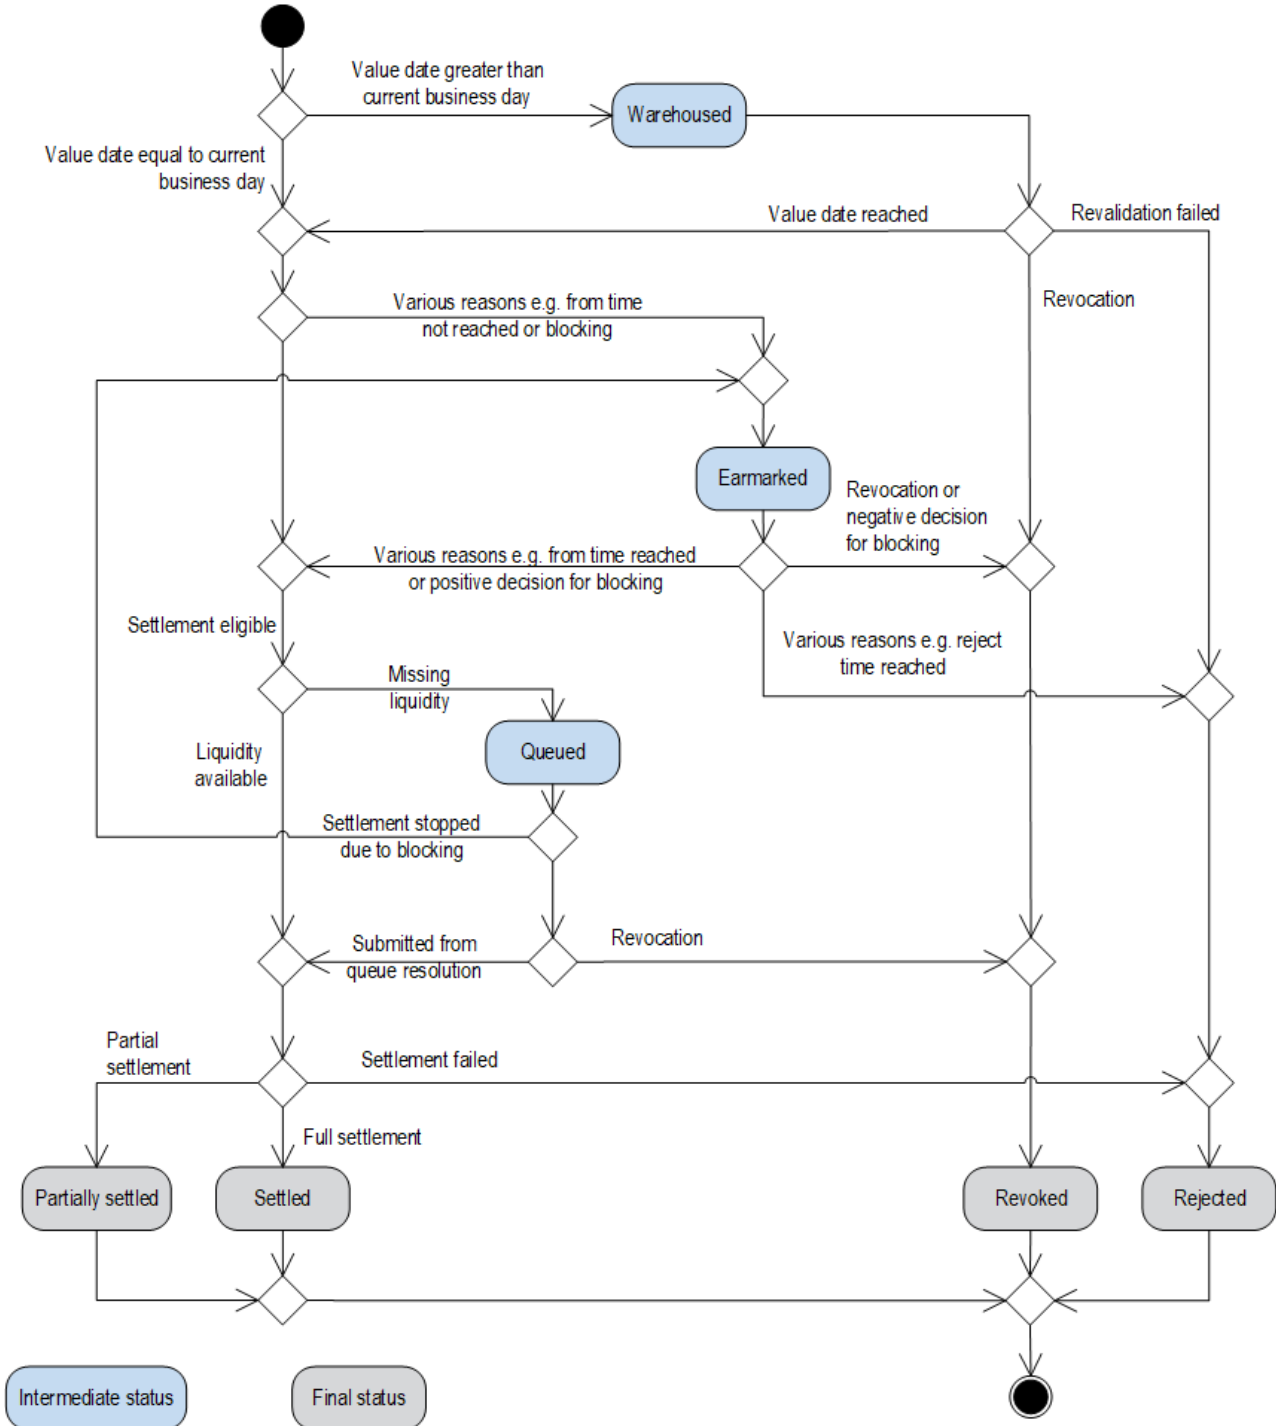 Value date greater than
current business day
Warehoused
Value date equal to current
business day
Value date reached
Revalidation failed
Revocation
Various reasons e.g. from time
not reached or blocking
Earmarked
Revocation or
negative decision
for blocking
Various reasons e.g. from time reached
or positive decision for blocking
Settlement eligible
Various reasons e.g. reject
time reached
Missing
liquidity
Queued
Liquidity
available
Settlement stopped
due to blocking
Submitted from
queue resolution
Revocation
Partial
settlement
Settlement failed
Full settlement
Partially settled
Settled
Revoked
Rejected
Intermediate status
Final status